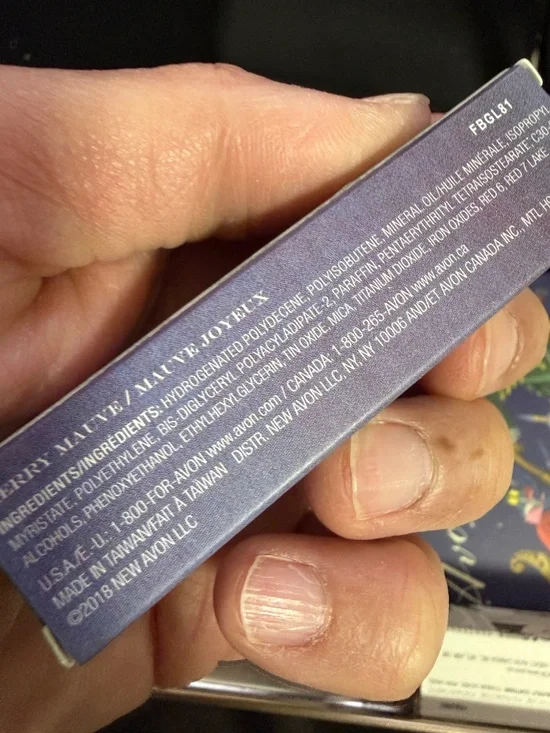 FBGL81
ERRY MAUVE / MAUVE JOYEUX
INGREDIENTS/INGRÉDIENTS: HYDROGENATED POLYDECENE, POLYISOBUTENE, MINERAL OIL/HUILE MINÉRALE, ISOPROPYL
MYRISTATE, POLYETHYLENE, BIS-DIGLYCERYL POLYACYLADIPATE-2, PARAFFIN, PENTAERYTHRITYL TETRAISOSTEARATE, C30
ALCOHOLS, PHENOXYETHANOL, ETHYLHEXYLGLYCERIN, TIN OXIDE, MICA, TITANIUM DIOXIDE, IRON OXIDES, RED 6, RED 7 LAKE
U.S.A./É.-U.: 1-800-FOR-AVON www.avon.com / CANADA: 1-800-265-AVON www.avon.ca
MADE IN TAIWAN/FAIT À TAIWAN DISTR. NEW AVON LLC, NY, NY 10006 AND/ET AVON CANADA INC., MTL
©2018 NEW AVON LLC